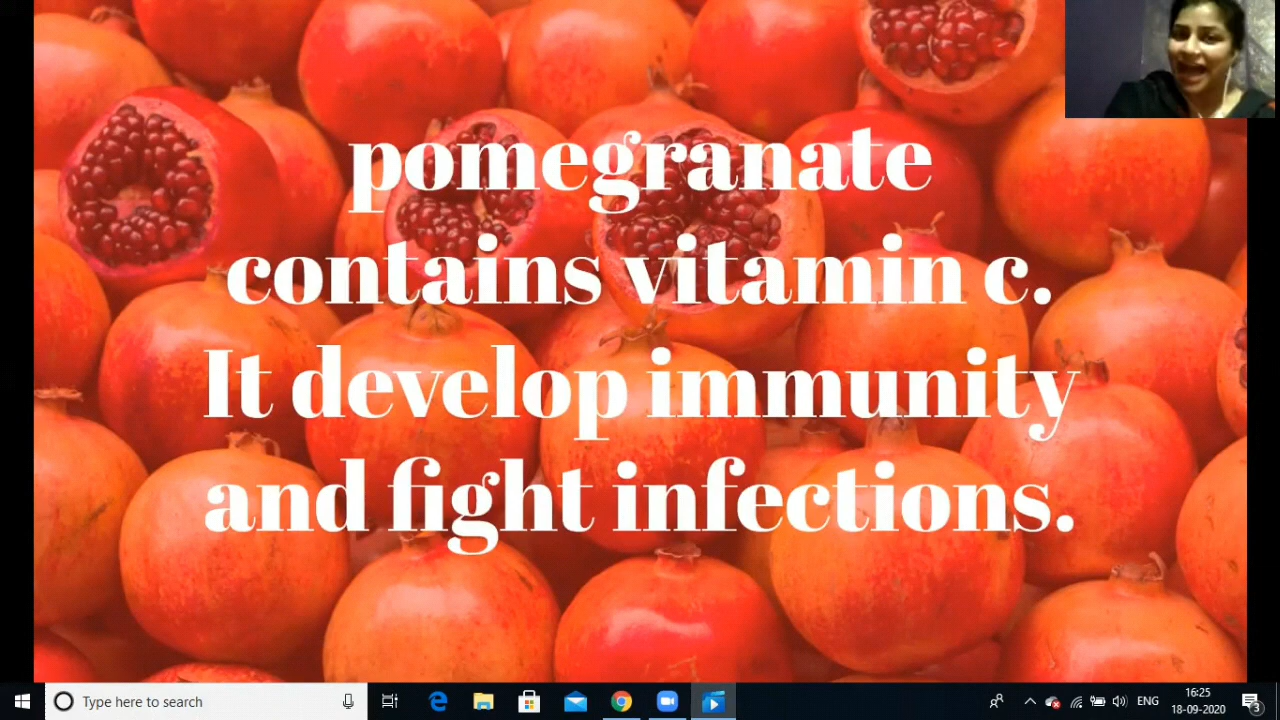 pomegranate
contains vitamin c.
It develop immunity
and fight infections.
Type here to search
ENG
16:25
18-09-2020
3